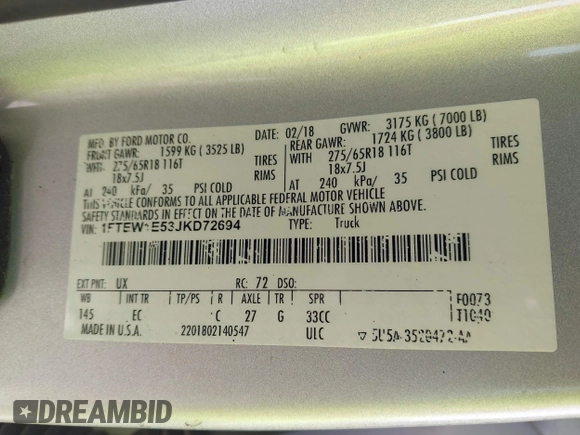 MFD. BY FORD MOTOR CO. DATE: 02/18 GVWR: 3175 KG ( 7000 LB)
FRONT GAWR: 1599 KG ( 3525 LB) REAR GAWR: 1724 KG ( 3800 LB)
WITH 275/65R18 116T TIRES WITH 275/65R18 116T TIRES
18x7.5J RIMS 18x7.5J RIMS
AT 240 kPa/ 35 PSI COLD AT 240 kPa/ 35 PSI COLD
THIS VEHICLE CONFORMS TO ALL APPLICABLE FEDERAL MOTOR VEHICLE
SAFETY STANDARDS IN EFFECT ON THE DATE OF MANUFACTURE SHOWN ABOVE.
VIN: 1FTEW1E53JKD72694 TYPE: Truck
EXT PNT: UX RC: 72 DSO:
WB INT TR TP/PS R AXLE TR SPR F0073
145 EC C 27 G 33CC T1040
MADE IN U.S.A. 2201802140547 ULC
DREAMBID